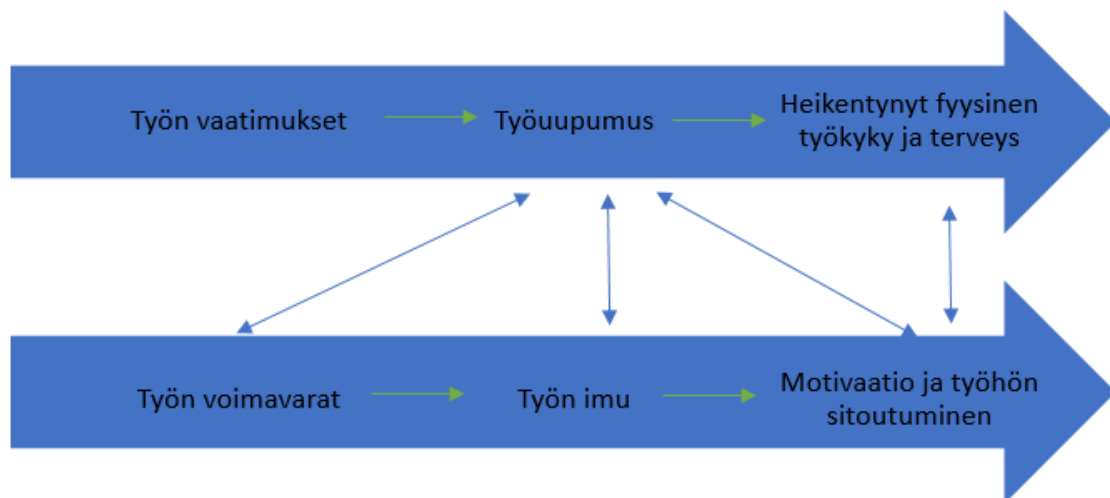 Työn vaatimukset
Työuupumus
Heikentynyt fyysinen
työkyky ja terveys
Työn voimavarat
Työn imu
Motivaatio ja työhön
sitoutuminen